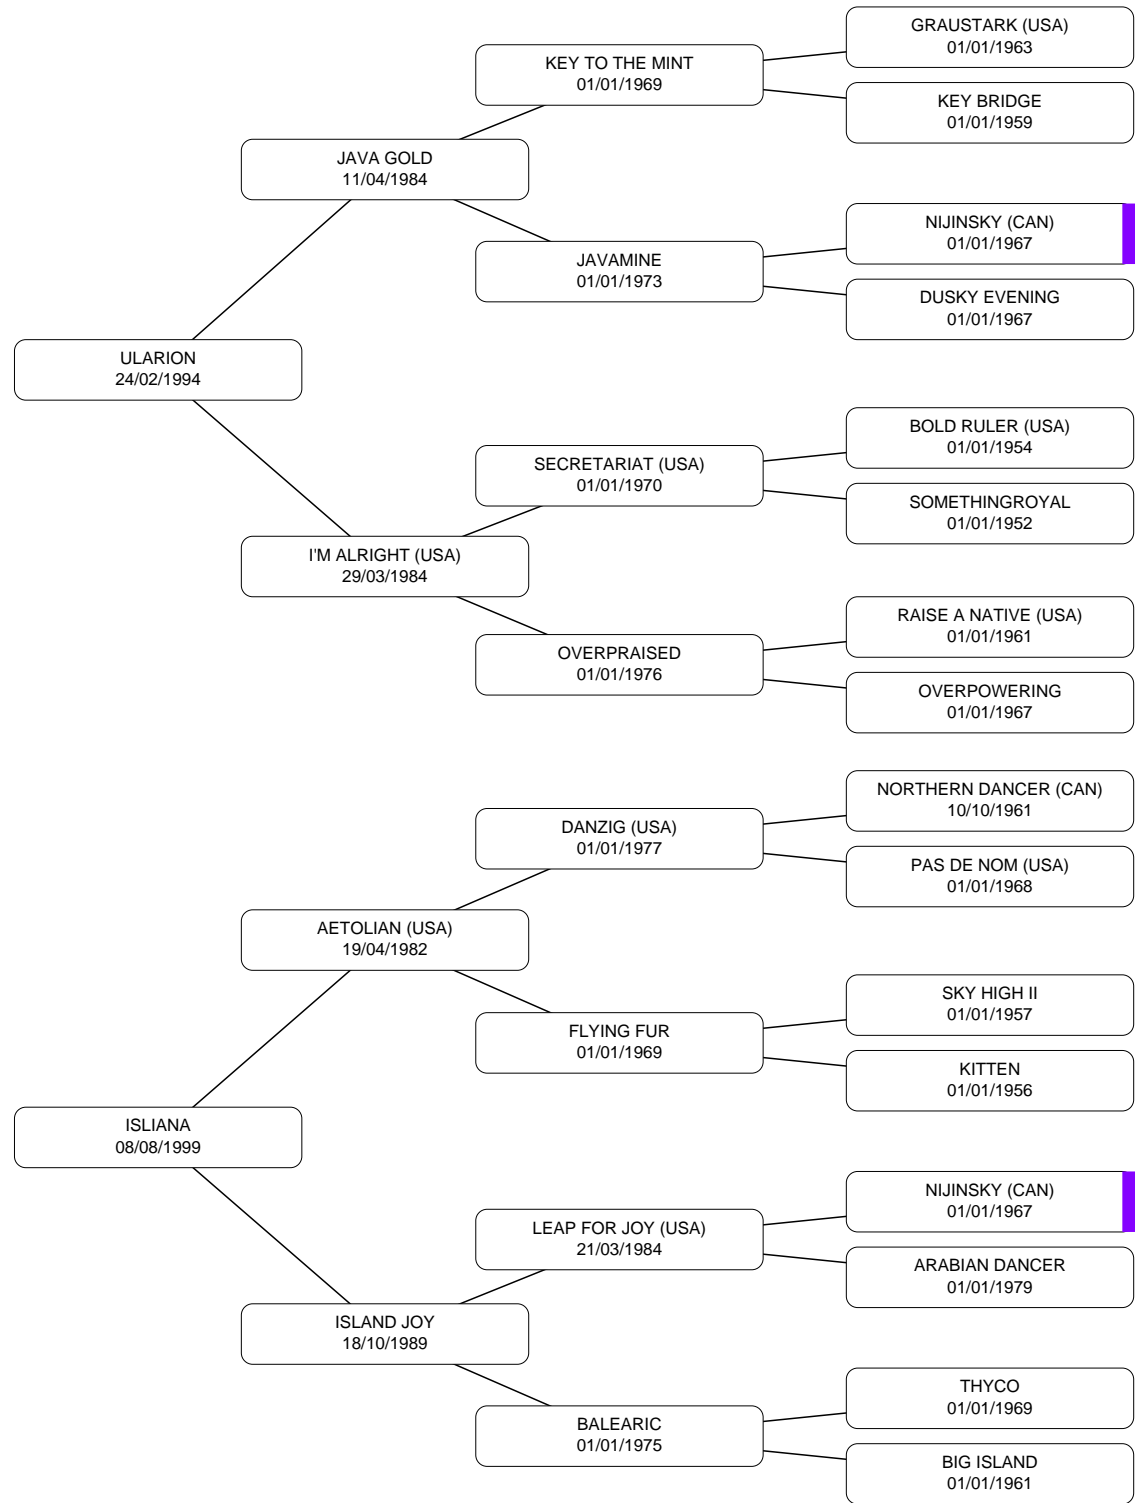 GRAUSTARK (USA)
01/01/1963
KEY TO THE MINT
01/01/1969
KEY BRIDGE
01/01/1959
JAVA GOLD
11/04/1984
NIJINSKY (CAN)
01/01/1967
JAVAMINE
01/01/1973
DUSKY EVENING
01/01/1967
ULARION
24/02/1994
BOLD RULER (USA)
01/01/1954
SECRETARIAT (USA)
01/01/1970
SOMETHINGROYAL
01/01/1952
I'M ALRIGHT (USA)
29/03/1984
RAISE A NATIVE (USA)
01/01/1961
OVERPRAISED
01/01/1976
OVERPOWERING
01/01/1967
NORTHERN DANCER (CAN)
10/10/1961
DANZIG (USA)
01/01/1977
PAS DE NOM (USA)
01/01/1968
AETOLIAN (USA)
19/04/1982
SKY HIGH II
01/01/1957
FLYING FUR
01/01/1969
KITTEN
01/01/1956
ISLIANA
08/08/1999
NIJINSKY (CAN)
01/01/1967
LEAP FOR JOY (USA)
21/03/1984
ARABIAN DANCER
01/01/1979
ISLAND JOY
18/10/1989
THYCO
01/01/1969
BALEARIC
01/01/1975
BIG ISLAND
01/01/1961